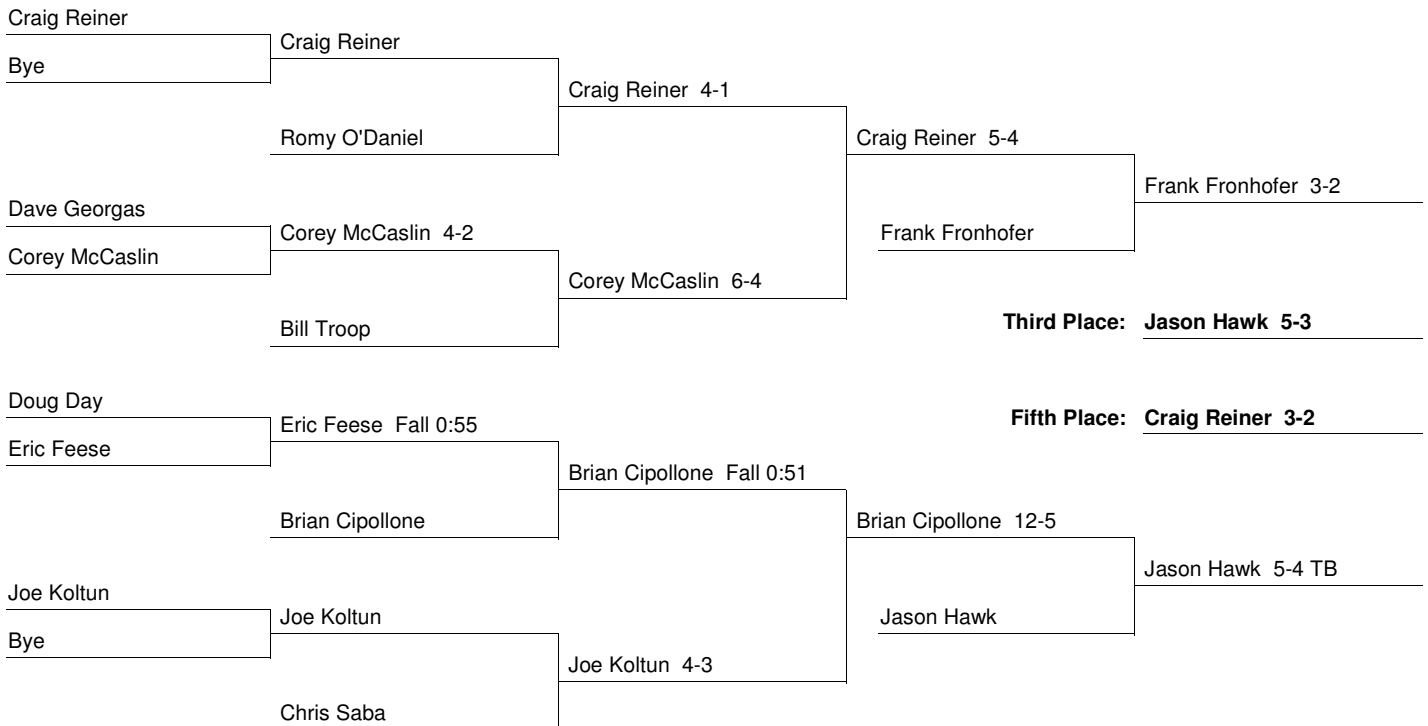 Craig Reiner
Craig Reiner
Bye
Craig Reiner 4-1
Romy O'Daniel
Craig Reiner 5-4
Frank Fronhofer 3-2
Dave Georgas
Corey McCaslin 4-2
Frank Fronhofer
Corey McCaslin
Corey McCaslin 6-4
Third Place: Jason Hawk 5-3
Bill Troop
Doug Day
Fifth Place: Craig Reiner 3-2
Eric Feese Fall 0:55
Eric Feese
Brian Cipollone Fall 0:51
Brian Cipollone
Brian Cipollone 12-5
Jason Hawk 5-4 TB
Joe Koltun
Joe Koltun
Jason Hawk
Bye
Joe Koltun 4-3
Chris Saba